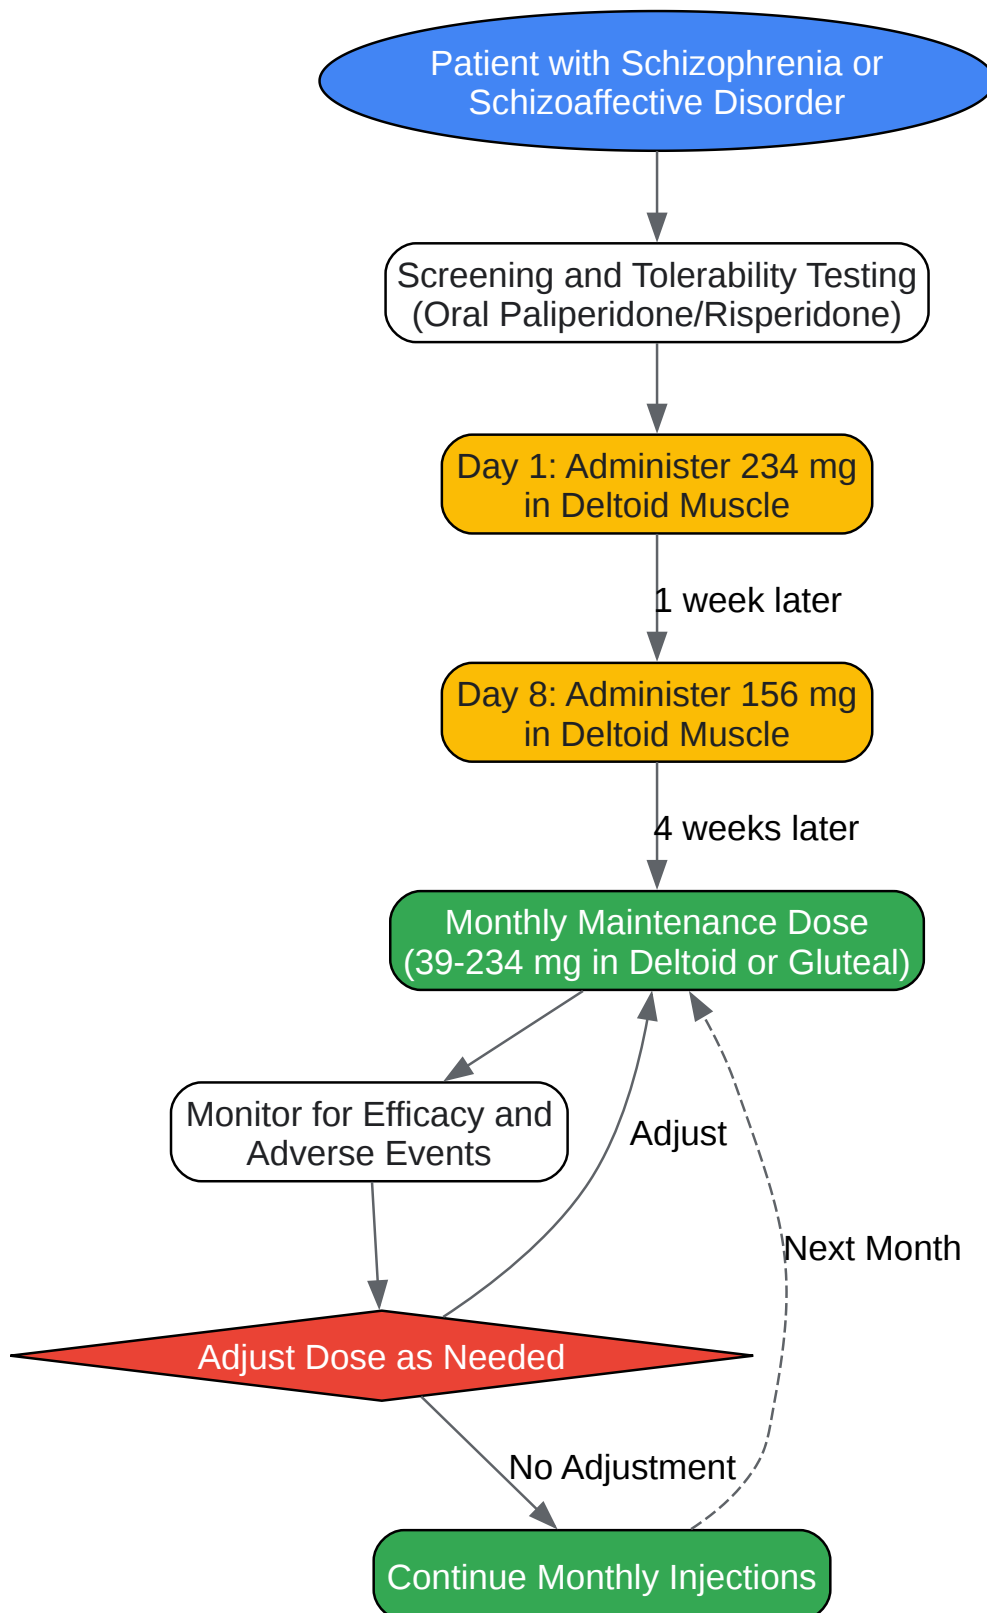 Patient with Schizophrenia or
Schizoaffective Disorder
Screening and Tolerability Testing
(Oral Paliperidone/Risperidone)
Day 1: Administer 234 mg
in Deltoid Muscle
1 week later
Day 8: Administer 156 mg
in Deltoid Muscle
4 weeks later
Monthly Maintenance Dose
(39-234 mg in Deltoid or Gluteal)
Monitor for Efficacy and
Adverse Events
Adjust
Next Month
Adjust Dose as Needed
No Adjustment
Continue Monthly Injections